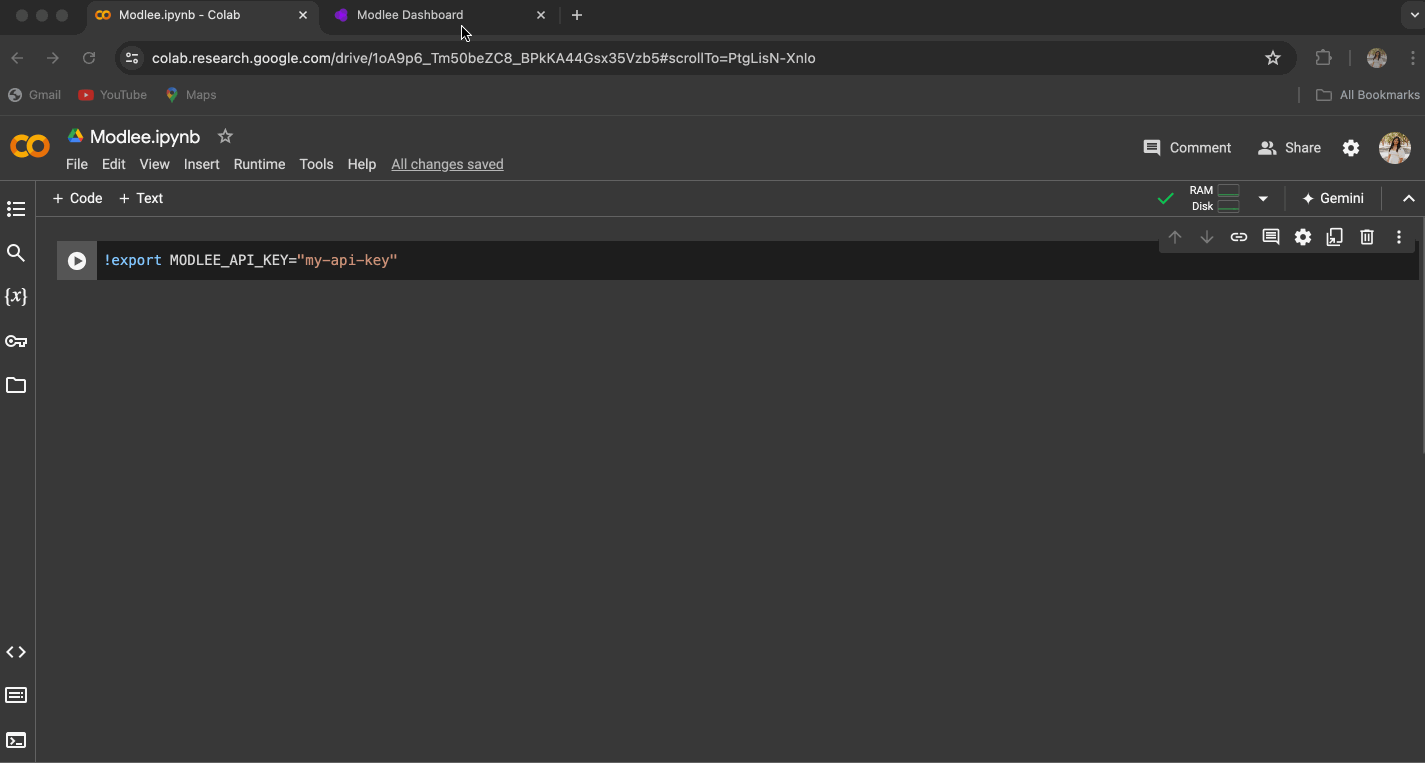 Modlee.ipynb - Colab
Modlee Dashboard
colab.research.google.com/drive/1oA9p6_Tm50beZC8_BPkKA44Gsx35Vzb5#scrollTo=PtgLisN-Xnlo
Gmail YouTube Maps All Bookmarks
Modlee.ipynb
File Edit View Insert Runtime Tools Help All changes saved
Comment Share
+ Code + Text
RAM
Disk
Gemini
{x}
!export MODLEE_API_KEY="my-api-key"